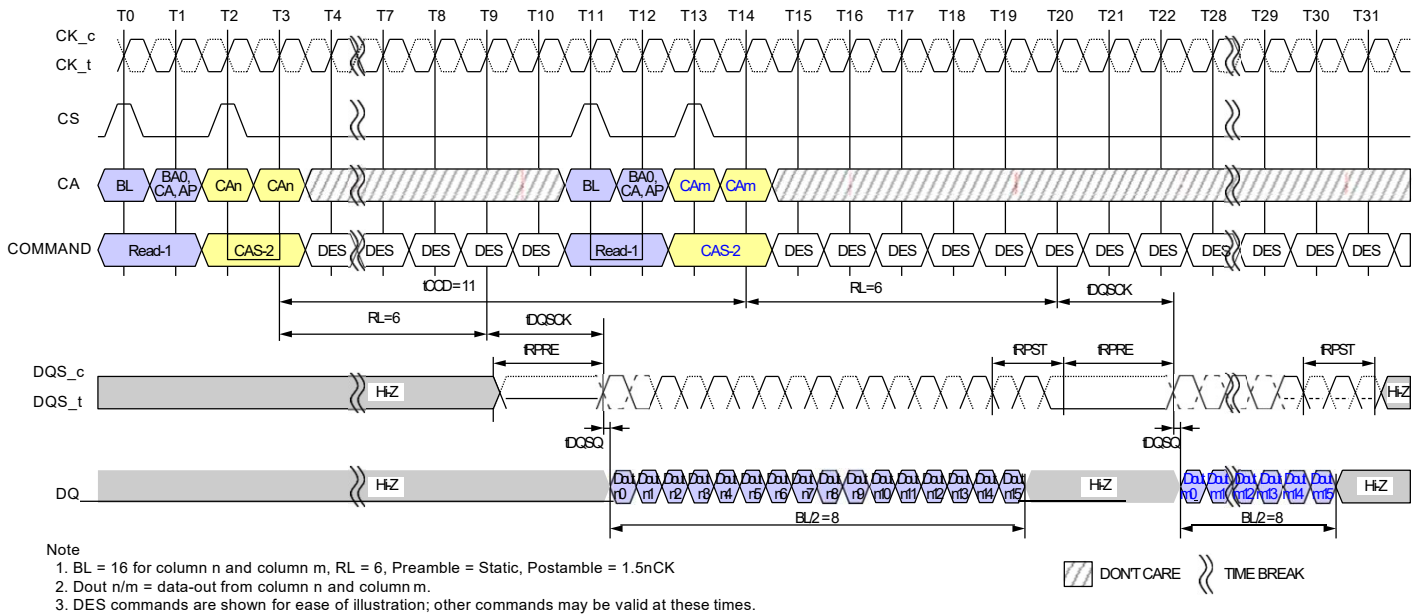 T0 T1 T2 T3 T4 T7 T8 T9 T10 T11 T12 T13 T14 T15 T16 T17 T18 T19 T20 T21 T22 T28 T29 T30 T31
CK_c
CK_t
CS
CA BL BA0, CA, AP CAn CAn BL BA0, CA, AP CAm CAm
COMMAND Read-1 CAS-2 DES DES DES DES DES Read-1 CAS-2 DES DES DES DES DES DES DES DES DES DES DES DES
tCCD = 11 RL=6 tDQSCK
RL=6 tDQSCK
tRPRE tRPST tRPRE tRPST
DQS_c
DQS_t Hi-Z Hi-Z
tDQSQ tDQSQ
DQ Hi-Z Dout n0 Dout n1 Dout n2 Dout n3 Dout n4 Dout n5 Dout n6 Dout n7 Dout n8 Dout n9 Dout n10 Dout n11 Dout n12 Dout n13 Dout n14 Dout n15 Hi-Z Dout m0 Dout m1 Dout m12 Dout m13 Dout m14 Dout m15 Hi-Z
BL/2 = 8 BL/2 = 8
Note
1. BL = 16 for column n and column m, RL = 6, Preamble = Static, Postamble = 1.5nCK
2. Dout n/m = data-out from column n and column m.
3. DES commands are shown for ease of illustration; other commands may be valid at these times.
DON'T CARE TIME BREAK